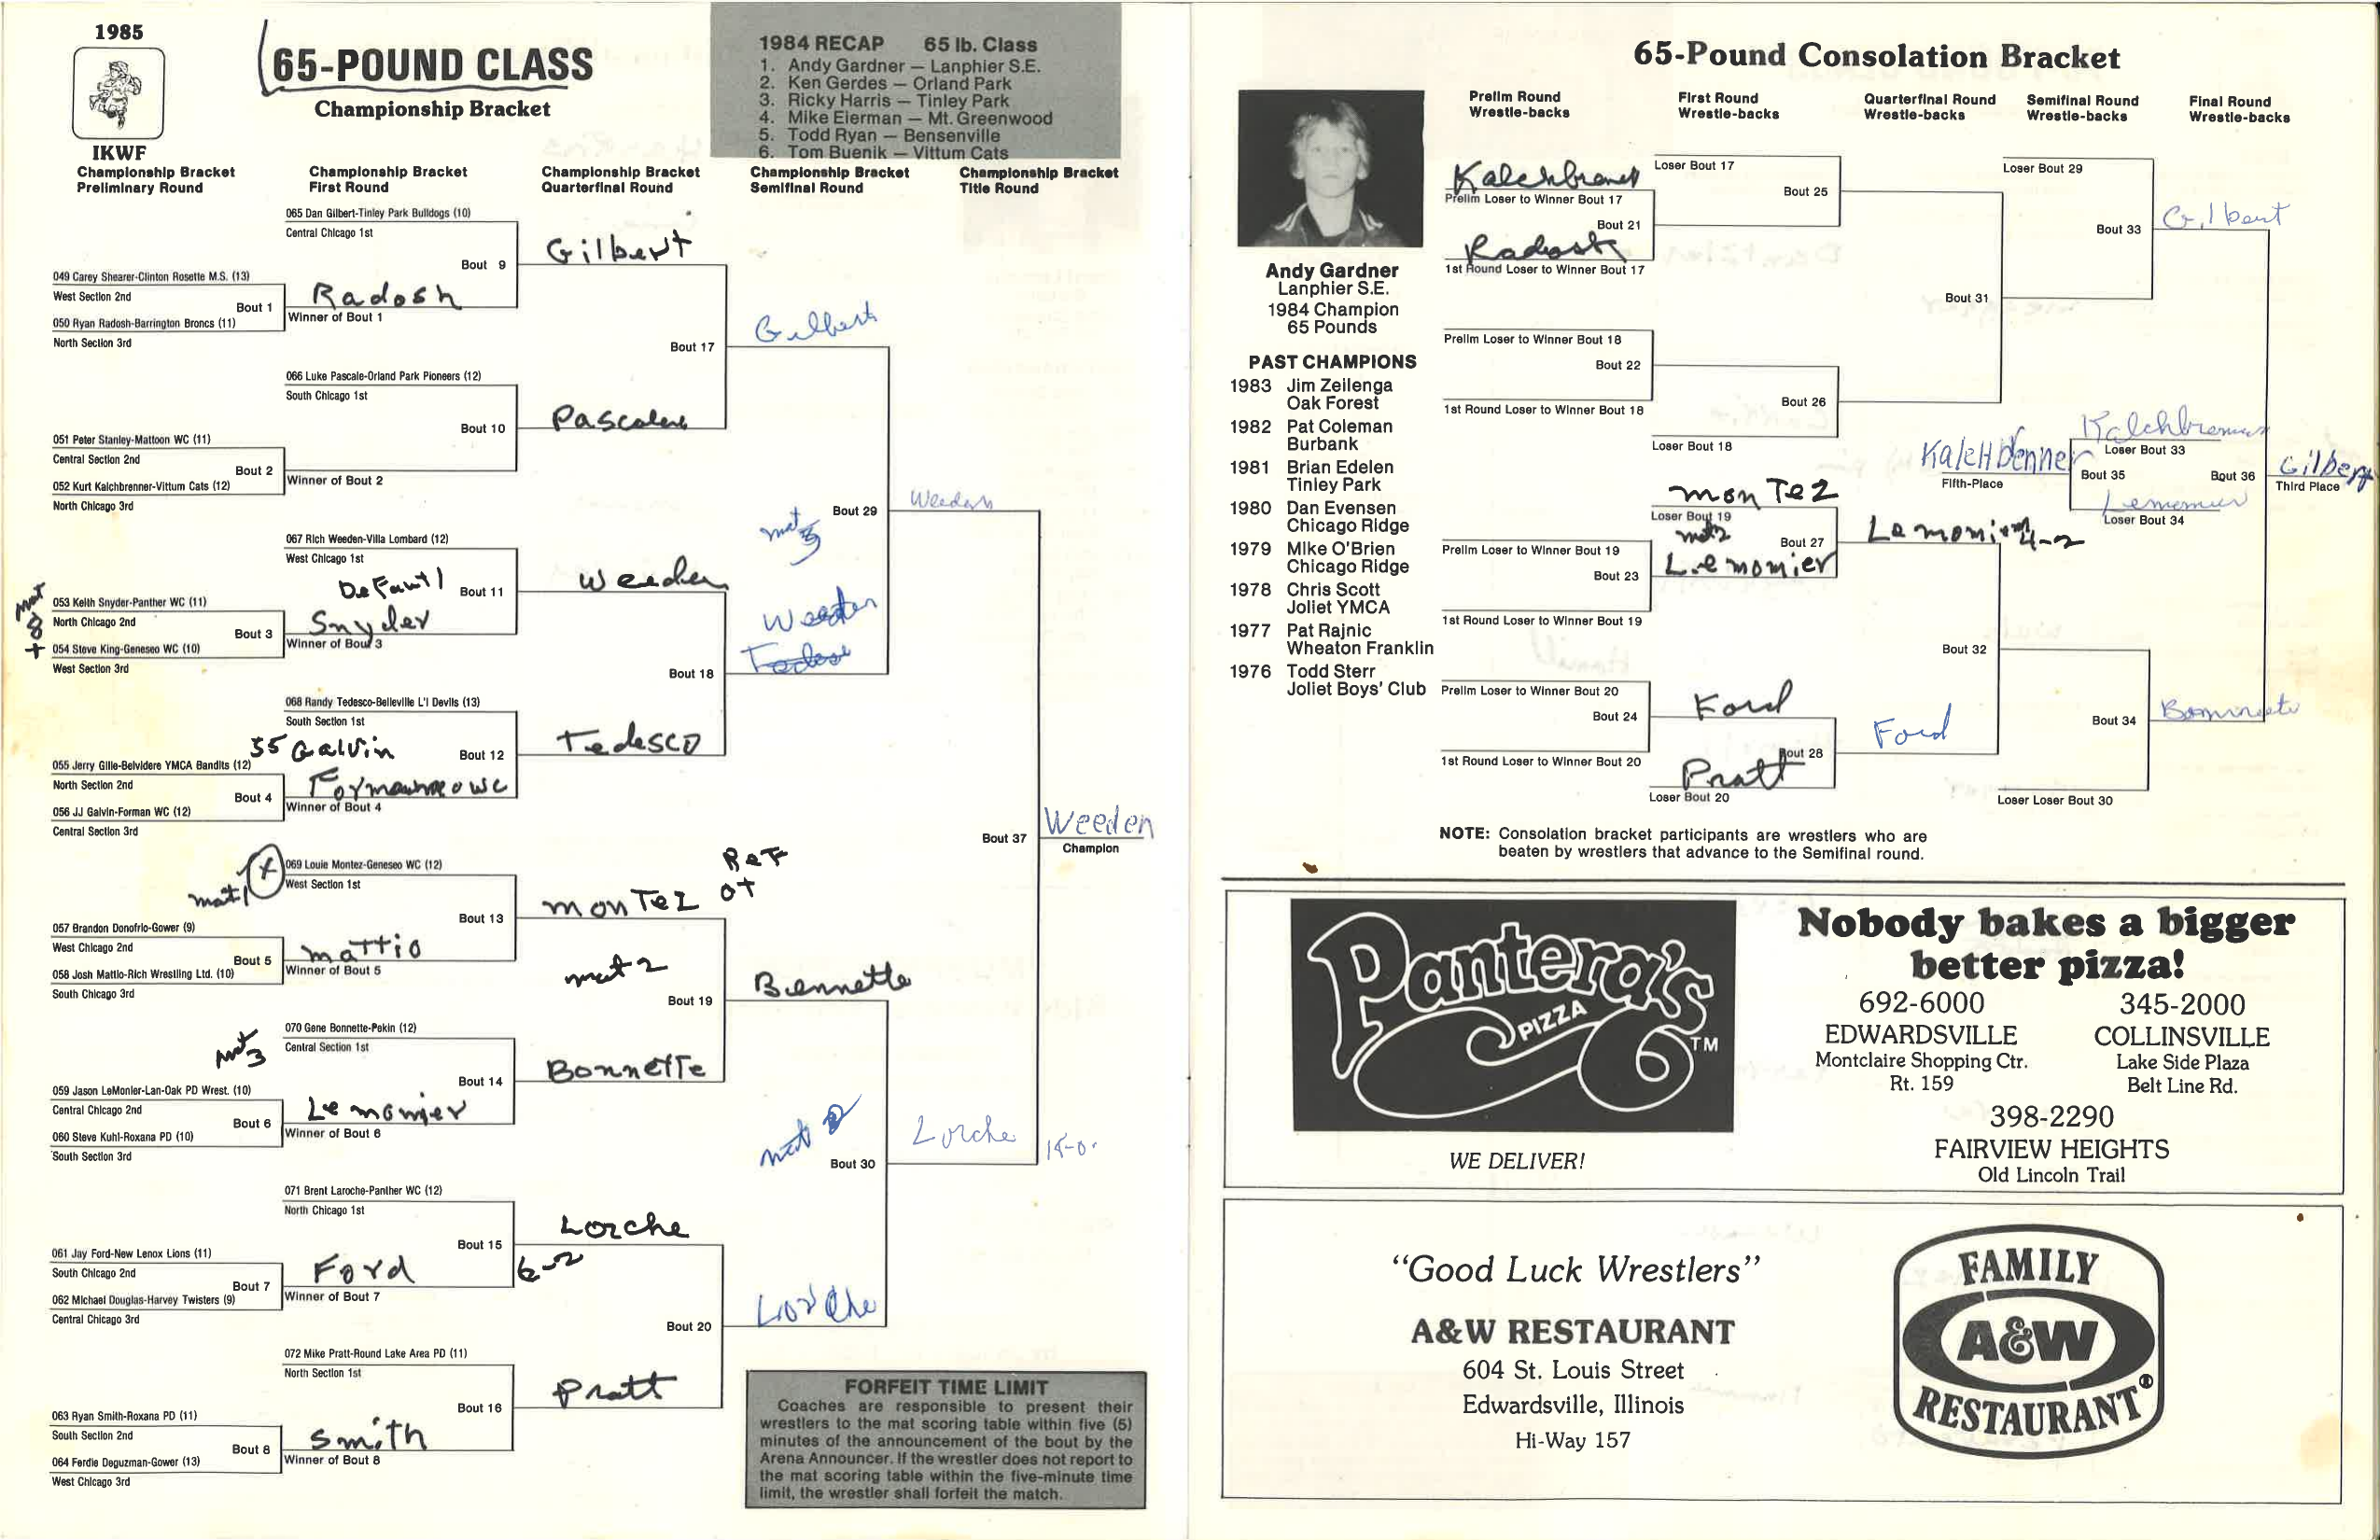 1985
IKWF
65-POUND CLASS
Championship Bracket
1984 RECAP 65 lb. Class
1. Andy Gardner — Lanphier S.E.
2. Ken Gerdes — Orland Park
3. Ricky Harris — Tinley Park
4. Mike Eierman — Mt. Greenwood
5. Todd Ryan — Bensenville
6. Tom Buenik — Vittum Cats
Championship Bracket
Preliminary Round
Championship Bracket
First Round
Championship Bracket
Quarterfinal Round
Championship Bracket
Semifinal Round
Championship Bracket
Title Round
065 Dan Gilbert-Tinley Park Bulldogs (10)
Central Chicago 1st
Bout 9
Gilbert
049 Carey Shearer-Clinton Rosette M.S. (13)
West Section 2nd
Bout 1
Radosh
Winner of Bout 1
050 Ryan Radosh-Barrington Broncs (11)
North Section 3rd
Bout 17
Gilbert
066 Luke Pascale-Orland Park Pioneers (12)
South Chicago 1st
Bout 10
051 Peter Stanley-Mattoon WC (11)
Central Section 2nd
Bout 2
Winner of Bout 2
052 Kurt Kalchbrenner-Vittum Cats (12)
North Chicago 3rd
Bout 29
Weeden
mat 3
067 Rich Weeden-Villa Lombard (12)
West Chicago 1st
Default
Bout 11
Weeden
mat
8
+
053 Keith Snyder-Panther WC (11)
North Chicago 2nd
Bout 3
Snyder
Winner of Bout 3
054 Steve King-Geneseo WC (10)
West Section 3rd
Weeden
Bout 18
068 Randy Tedesco-Belleville L'l Devils (13)
South Section 1st
55 Galvin
Bout 12
Tedesco
055 Jerry Gille-Belvidere YMCA Bandits (12)
North Section 2nd
Bout 4
Winner of Bout 4
056 JJ Galvin-Forman WC (12)
Central Section 3rd
Bout 37
Weeden
Champion
mat 1
069 Louie Montez-Geneseo WC (12)
West Section 1st
Bout 13
monTez
Ref
OT
057 Brandon Donofrio-Gower (9)
West Chicago 2nd
Bout 5
maTTio
Winner of Bout 5
058 Josh Mattio-Rich Wrestling Ltd. (10)
South Chicago 3rd
mat 2
Bout 19
Bennette
mat 3
070 Gene Bonnette-Pekin (12)
Central Section 1st
Bout 14
Bonnette
059 Jason LeMonier-Lan-Oak PD Wrest. (10)
Central Chicago 2nd
Bout 6
Lemonier
Winner of Bout 6
060 Steve Kuhl-Roxana PD (10)
South Section 3rd
mat 2
Bout 30
Lorche
15-0
071 Brent Laroche-Panther WC (12)
North Chicago 1st
Bout 15
Lorche
6-2
061 Jay Ford-New Lenox Lions (11)
South Chicago 2nd
Bout 7
Ford
Winner of Bout 7
062 Michael Douglas-Harvey Twisters (9)
Central Chicago 3rd
Bout 20
Lorche
072 Mike Pratt-Round Lake Area PD (11)
North Section 1st
Bout 16
Pratt
063 Ryan Smith-Roxana PD (11)
South Section 2nd
Bout 8
Smith
Winner of Bout 8
064 Ferdie Deguzman-Gower (13)
West Chicago 3rd
FORFEIT TIME LIMIT
Coaches are responsible to present their
wrestlers to the mat scoring table within five (5)
minutes of the announcement of the bout by the
Arena Announcer. If the wrestler does not report to
the mat scoring table within the five-minute time
limit, the wrestler shall forfeit the match.
65-Pound Consolation Bracket
Prelim Round
Wrestle-backs
First Round
Wrestle-backs
Quarterfinal Round
Wrestle-backs
Semifinal Round
Wrestle-backs
Final Round
Wrestle-backs
Andy Gardner
Lanphier S.E.
1984 Champion
65 Pounds
PAST CHAMPIONS
1983 Jim Zeilenga
Oak Forest
1982 Pat Coleman
Burbank
1981 Brian Edelen
Tinley Park
1980 Dan Evensen
Chicago Ridge
1979 Mike O'Brien
Chicago Ridge
1978 Chris Scott
Joliet YMCA
1977 Pat Rajnic
Wheaton Franklin
1976 Todd Sterr
Joliet Boys' Club
Prelim Loser to Winner Bout 17
Bout 21
Radosh
1st Round Loser to Winner Bout 17
Loser Bout 17
Bout 25
Loser Bout 29
Bout 33
Gilbert
Bout 31
Prelim Loser to Winner Bout 18
Bout 22
1st Round Loser to Winner Bout 18
Bout 26
Loser Bout 18
KalcHbenner
Fifth-Place
Loser Bout 33
Bout 35
Loser Bout 34
Bout 36
Gilbert
Third Place
monTez
Loser Bout 19
mat 2
Bout 27
Lemonier
4-2
Prelim Loser to Winner Bout 19
Bout 23
Lemonier
1st Round Loser to Winner Bout 19
Bout 32
Prelim Loser to Winner Bout 20
Bout 24
Ford
1st Round Loser to Winner Bout 20
Bout 28
Ford
Pratt
Loser Bout 20
Bout 34
Loser Loser Bout 30
NOTE: Consolation bracket participants are wrestlers who are
beaten by wrestlers that advance to the Semifinal round.
Pantera's
PIZZA
TM
WE DELIVER!
Nobody bakes a bigger
better pizza!
692-6000
EDWARDSVILLE
Montclaire Shopping Ctr.
Rt. 159
345-2000
COLLINSVILLE
Lake Side Plaza
Belt Line Rd.
398-2290
FAIRVIEW HEIGHTS
Old Lincoln Trail
"Good Luck Wrestlers"
A&W RESTAURANT
604 St. Louis Street
Edwardsville, Illinois
Hi-Way 157
FAMILY
A&W
RESTAURANT®